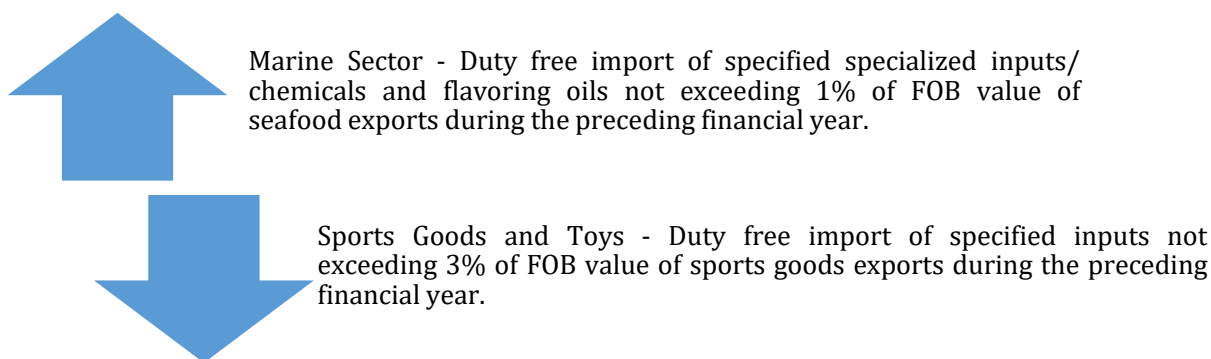 Marine Sector - Duty free import of specified specialized inputs/
chemicals and flavoring oils not exceeding 1% of FOB value of
seafood exports during the preceding financial year.
Sports Goods and Toys - Duty free import of specified inputs not
exceeding 3% of FOB value of sports goods exports during the preceding
financial year.